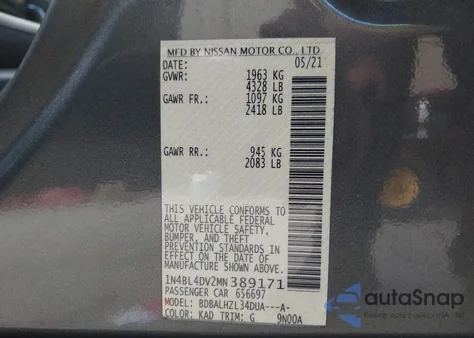 MFD BY NISSAN MOTOR CO., LTD
DATE: 05/21
GVWR: 1963 KG
4328 LB
GAWR FR.: 1097 KG
2418 LB
GAWR RR.: 945 KG
2083 LB
THIS VEHICLE CONFORMS TO
ALL APPLICABLE FEDERAL
MOTOR VEHICLE SAFETY,
BUMPER, AND THEFT
PREVENTION STANDARDS IN
EFFECT ON THE DATE OF
MANUFACTURE SHOWN ABOVE.
1N4BL4DV2MN389171
PASSENGER CAR 656697
MODEL: BDBALHZL34DUA---A-
COLOR: KAD TRIM: G 9N00A
autoSnap